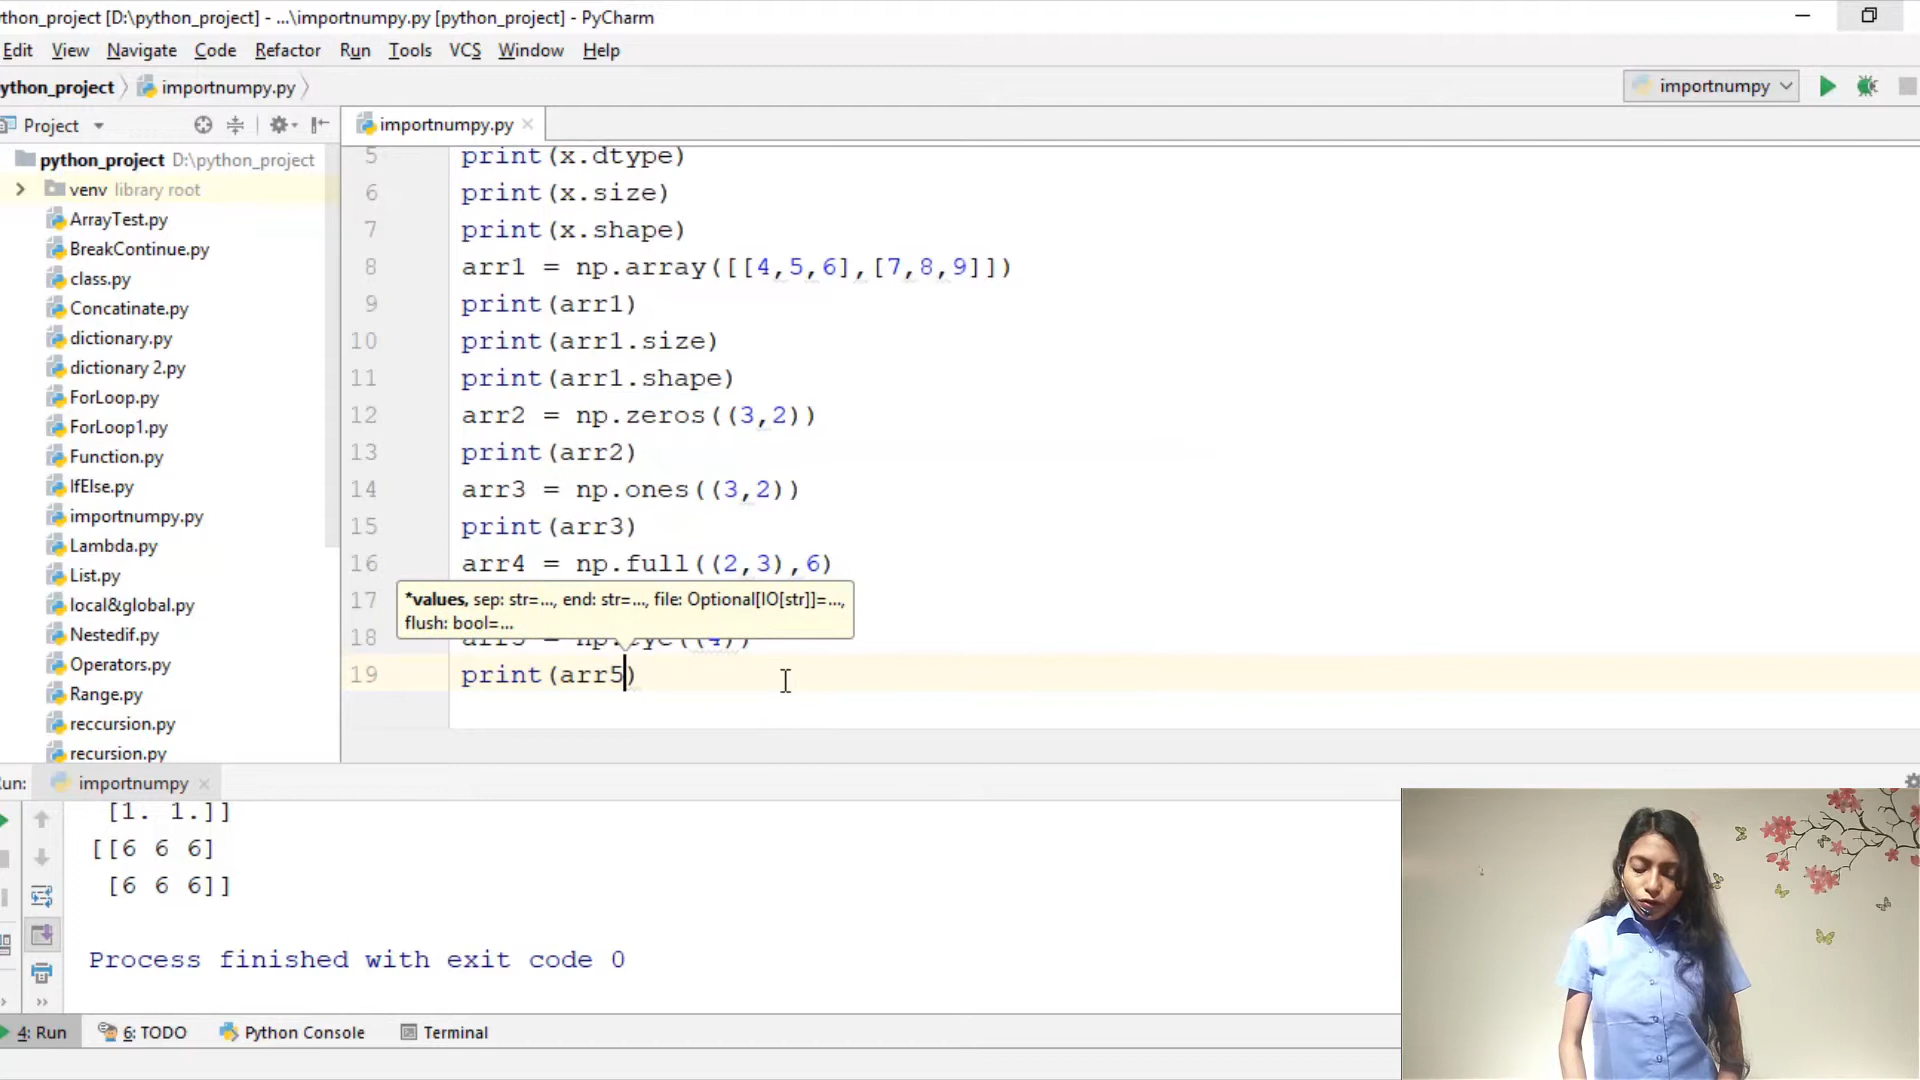 thon_project [D:\python_project] - ...\importnumpy.py [python_project] - PyCharm
Edit View Navigate Code Refactor Run Tools VCS Window Help
ython_project importnumpy.py importnumpy
Project importnumpy.py
python_project D:\python_project
venv library root
ArrayTest.py
BreakContinue.py
class.py
Concatinate.py
dictionary.py
dictionary 2.py
ForLoop.py
ForLoop1.py
Function.py
IfElse.py
importnumpy.py
Lambda.py
List.py
local&global.py
Nestedif.py
Operators.py
Range.py
reccursion.py
recursion.py
5 print(x.dtype)
6 print(x.size)
7 print(x.shape)
8 arr1 = np.array([[4,5,6],[7,8,9]])
9 print(arr1)
10 print(arr1.size)
11 print(arr1.shape)
12 arr2 = np.zeros((3,2))
13 print(arr2)
14 arr3 = np.ones((3,2))
15 print(arr3)
16 arr4 = np.full((2,3),6)
17
*values, sep: str=..., end: str=..., file: Optional[IO[str]]=...,
flush: bool=...
18 arr5 = np.eye((4))
19 print(arr5)
un: importnumpy
[1. 1.]]
[[6 6 6]
[6 6 6]]
Process finished with exit code 0
4: Run 6: TODO Python Console Terminal